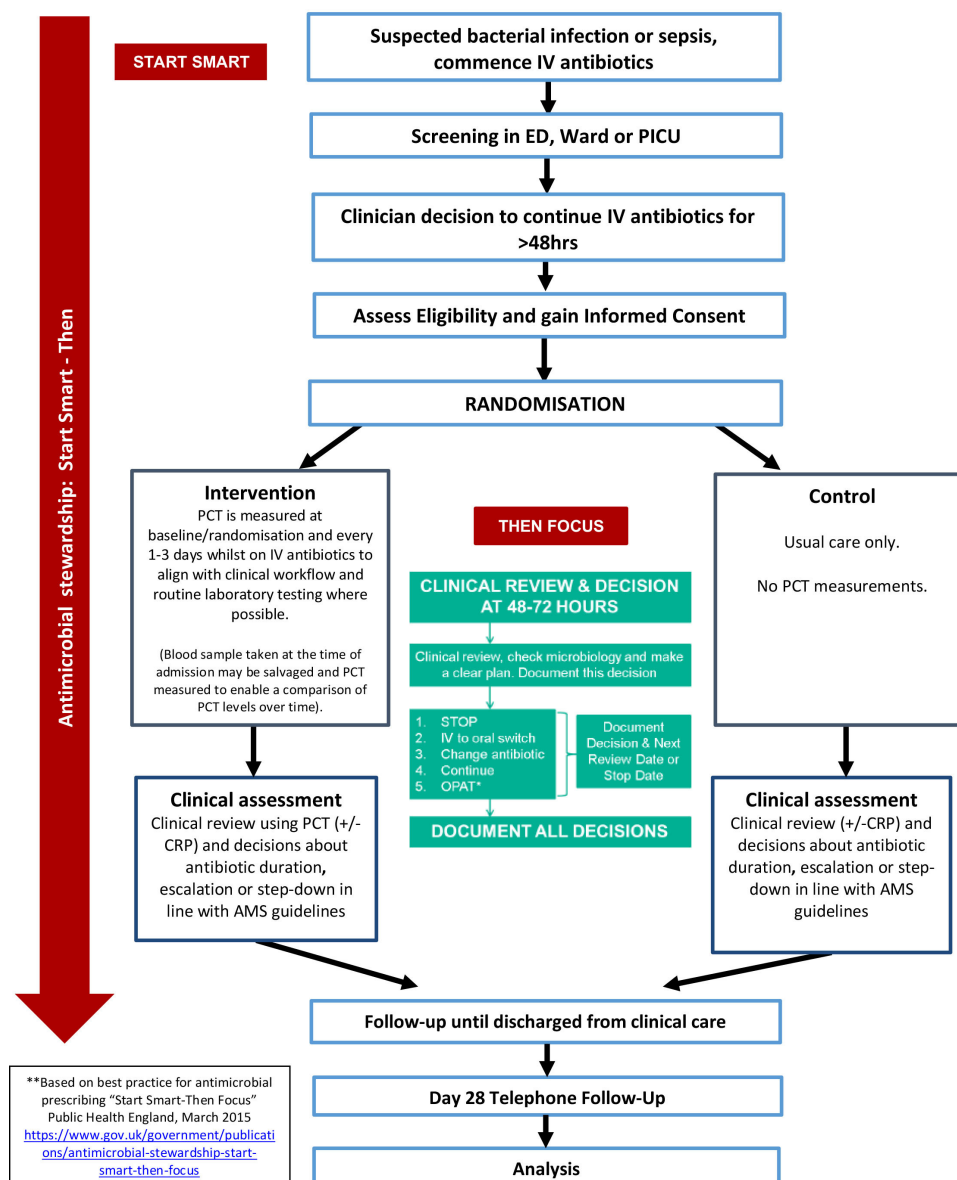 START SMART
Suspected bacterial infection or sepsis,
commence IV antibiotics
Screening in ED, Ward or PICU
Clinician decision to continue IV antibiotics for
>48hrs
Assess Eligibility and gain Informed Consent
RANDOMISATION
Antimicrobial stewardship: Start Smart - Then
Intervention
PCT is measured at
baseline/randomisation and every
1-3 days whilst on IV antibiotics to
align with clinical workflow and
routine laboratory testing where
possible.
(Blood sample taken at the time of
admission may be salvaged and PCT
measured to enable a comparison of
PCT levels over time).
THEN FOCUS
CLINICAL REVIEW & DECISION
AT 48-72 HOURS
Clinical review, check microbiology and make
a clear plan. Document this decision
1. STOP
2. IV to oral switch
3. Change antibiotic
4. Continue
5. OPAT*
Document
Decision & Next
Review Date or
Stop Date
DOCUMENT ALL DECISIONS
Control
Usual care only.
No PCT measurements.
Clinical assessment
Clinical review using PCT (+/-
CRP) and decisions about
antibiotic duration,
escalation or step-down in
line with AMS guidelines
Clinical assessment
Clinical review (+/-CRP) and
decisions about antibiotic
duration, escalation or step-
down in line with AMS
guidelines
Follow-up until discharged from clinical care
Day 28 Telephone Follow-Up
Analysis
**Based on best practice for antimicrobial
prescribing “Start Smart-Then Focus”
Public Health England, March 2015
https://www.gov.uk/government/publicati
ons/antimicrobial-stewardship-start-
smart-then-focus